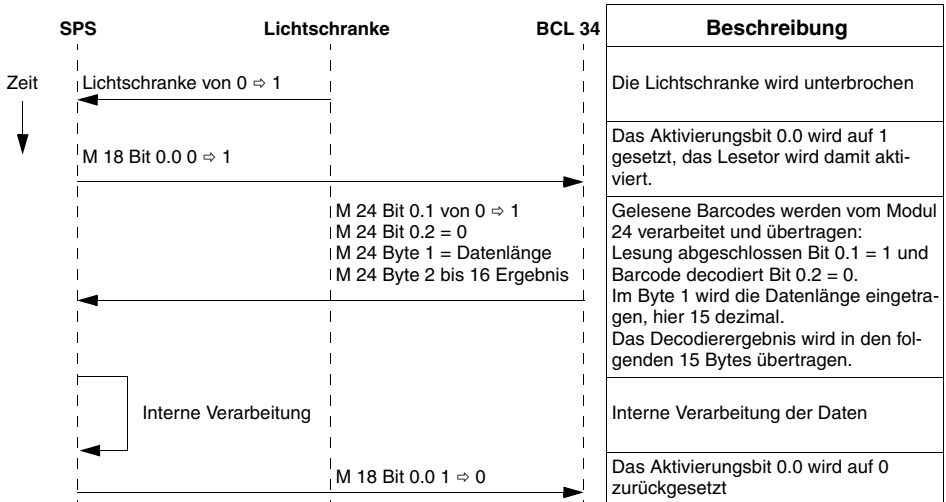 SPS
Lichtschranke
BCL 34
Beschreibung
Zeit
Lichtschranke von 0 ⇨ 1
Die Lichtschranke wird unterbrochen
M 18 Bit 0.0 0 ⇨ 1
Das Aktivierungsbit 0.0 wird auf 1
gesetzt, das Lesetor wird damit akti-
viert.
M 24 Bit 0.1 von 0 ⇨ 1
M 24 Bit 0.2 = 0
M 24 Byte 1 = Datenlänge
M 24 Byte 2 bis 16 Ergebnis
Gelesene Barcodes werden vom Modul
24 verarbeitet und übertragen:
Lesung abgeschlossen Bit 0.1 = 1 und
Barcode decodiert Bit 0.2 = 0.
Im Byte 1 wird die Datenlänge eingetra-
gen, hier 15 dezimal.
Das Decodierergebnis wird in den fol-
genden 15 Bytes übertragen.
Interne Verarbeitung
Interne Verarbeitung der Daten
M 18 Bit 0.0 1 ⇨ 0
Das Aktivierungsbit 0.0 wird auf 0
zurückgesetzt